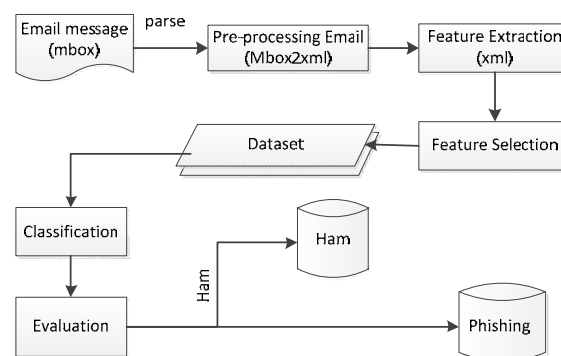 Email message
(mbox)
parse
Pre-processing Email
(Mbox2xml)
Feature Extraction
(xml)
Dataset
Feature Selection
Classification
Ham
Ham
Evaluation
Phishing